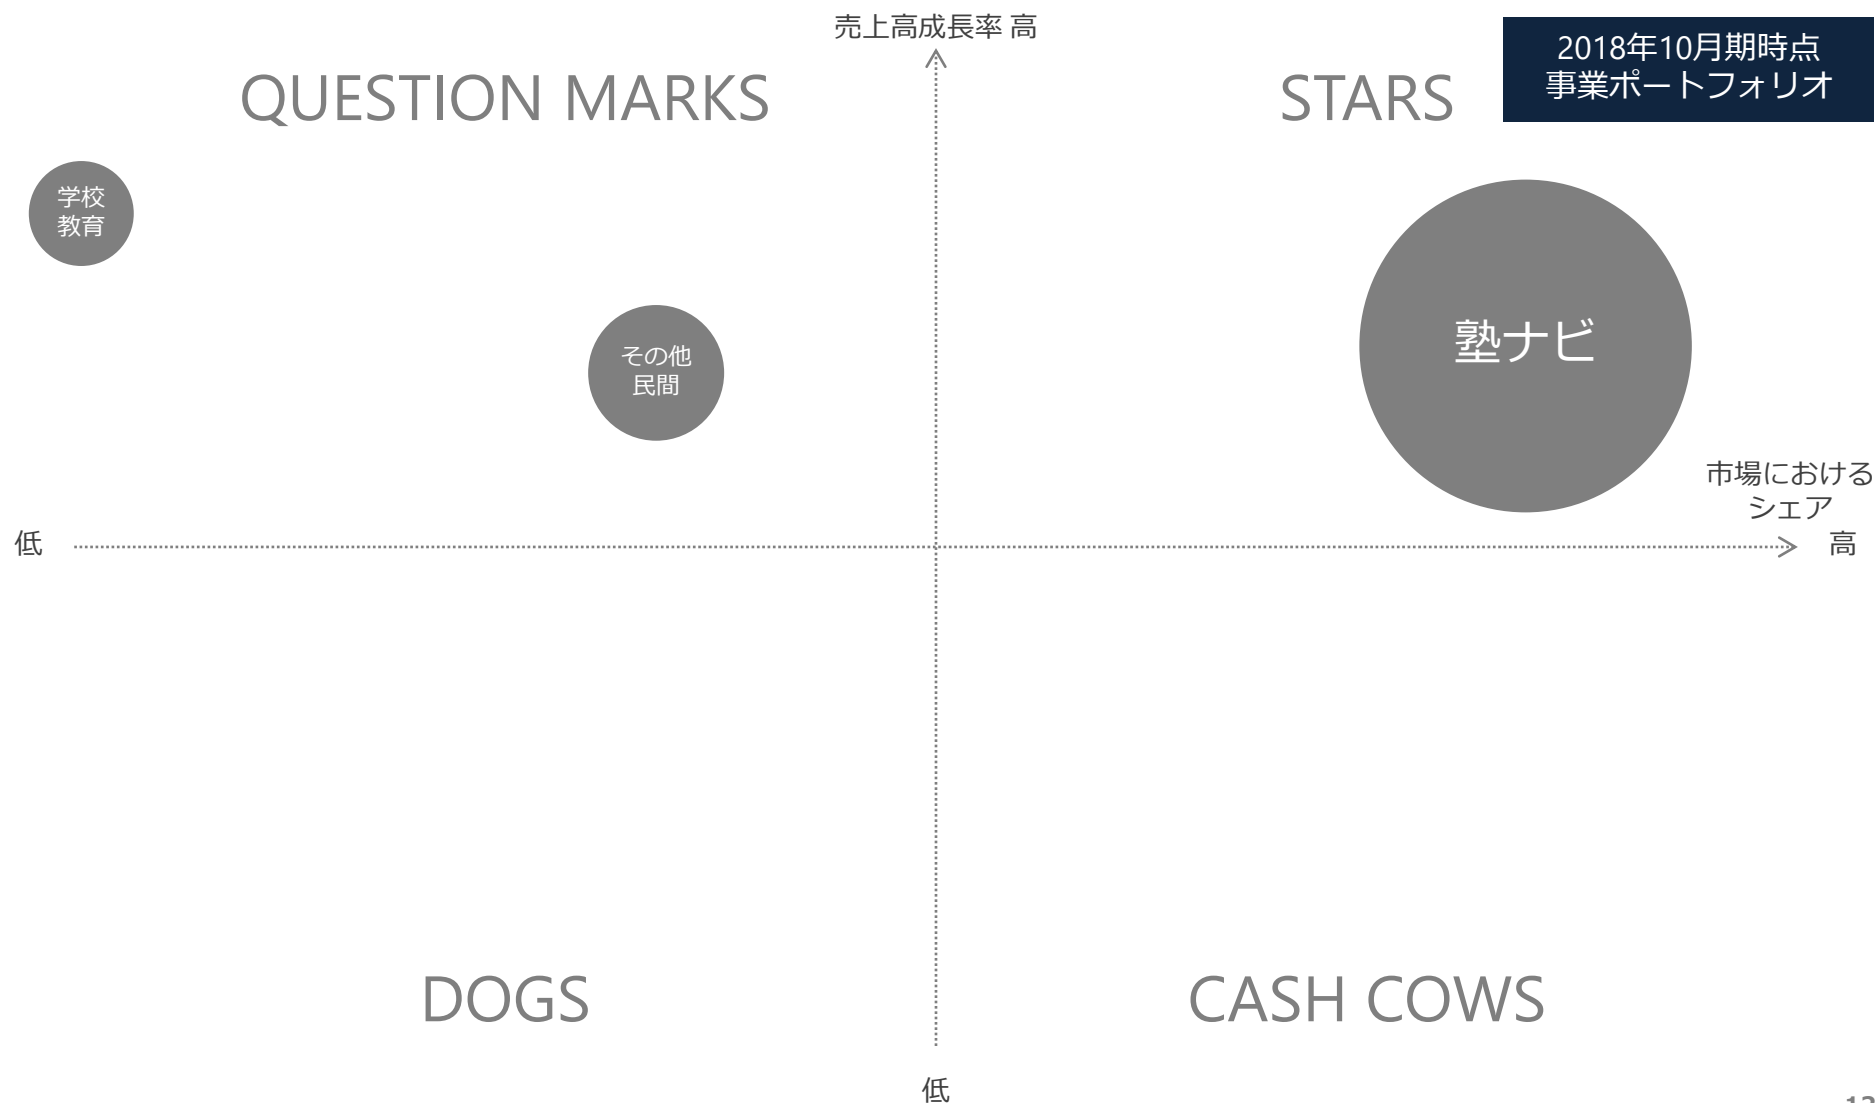 売上高成長率 高
2018年10月期時点
事業ポートフォリオ
QUESTION MARKS
STARS
学校
教育
その他
民間
塾ナビ
市場における
シェア
低
高
DOGS
CASH COWS
低